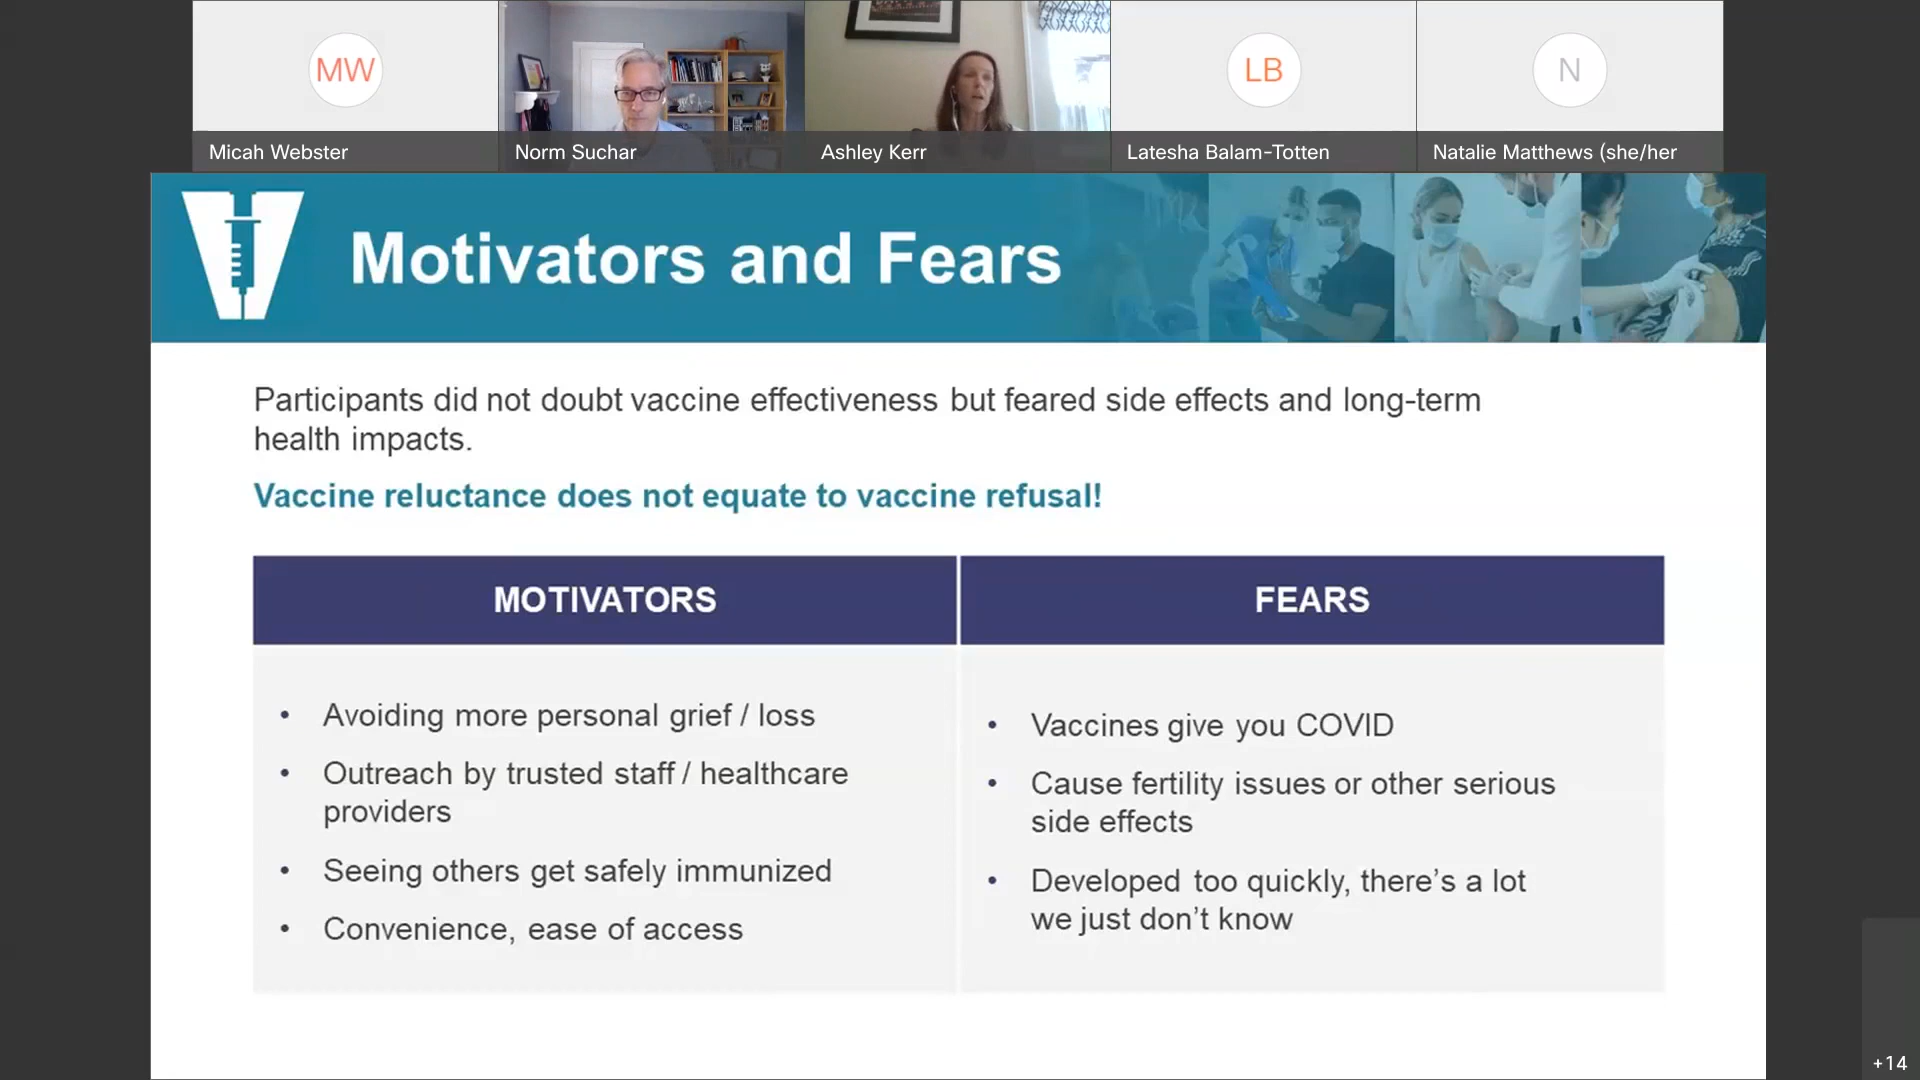 MW
LB
N
Micah Webster
Norm Suchar
Ashley Kerr
Latesha Balam-Totten
Natalie Matthews (she/her
Motivators and Fears
Participants did not doubt vaccine effectiveness but feared side effects and long-term
health impacts.
Vaccine reluctance does not equate to vaccine refusal!
MOTIVATORS
• Avoiding more personal grief / loss
• Outreach by trusted staff / healthcare
providers
• Seeing others get safely immunized
• Convenience, ease of access
FEARS
• Vaccines give you COVID
• Cause fertility issues or other serious
side effects
• Developed too quickly, there’s a lot
we just don’t know
+14